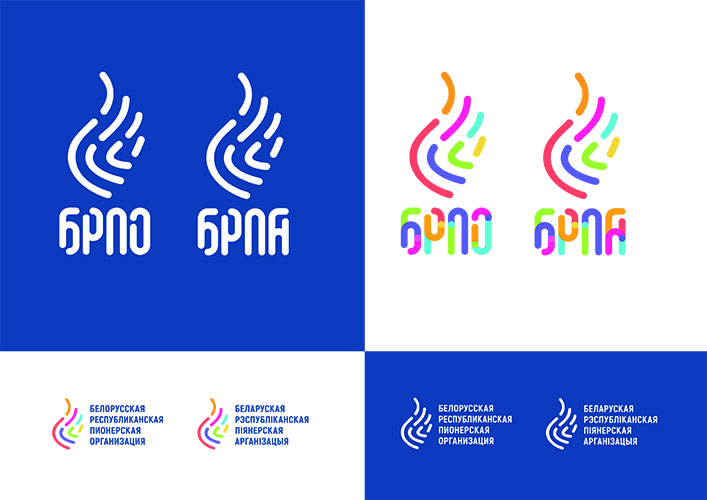 БРПО
БРПА
БРПО
БРПА
БЕЛОРУССКАЯ
РЕСПУБЛИКАНСКАЯ
ПИОНЕРСКАЯ
ОРГАНИЗАЦИЯ
БЕЛАРУСКАЯ
РЭСПУБЛІКАНСКАЯ
ПІЯНЕРСКАЯ
АРГАНІЗАЦЫЯ
БЕЛОРУССКАЯ
РЕСПУБЛИКАНСКАЯ
ПИОНЕРСКАЯ
ОРГАНИЗАЦИЯ
БЕЛАРУСКАЯ
РЭСПУБЛІКАНСКАЯ
ПІЯНЕРСКАЯ
АРГАНІЗАЦЫЯ